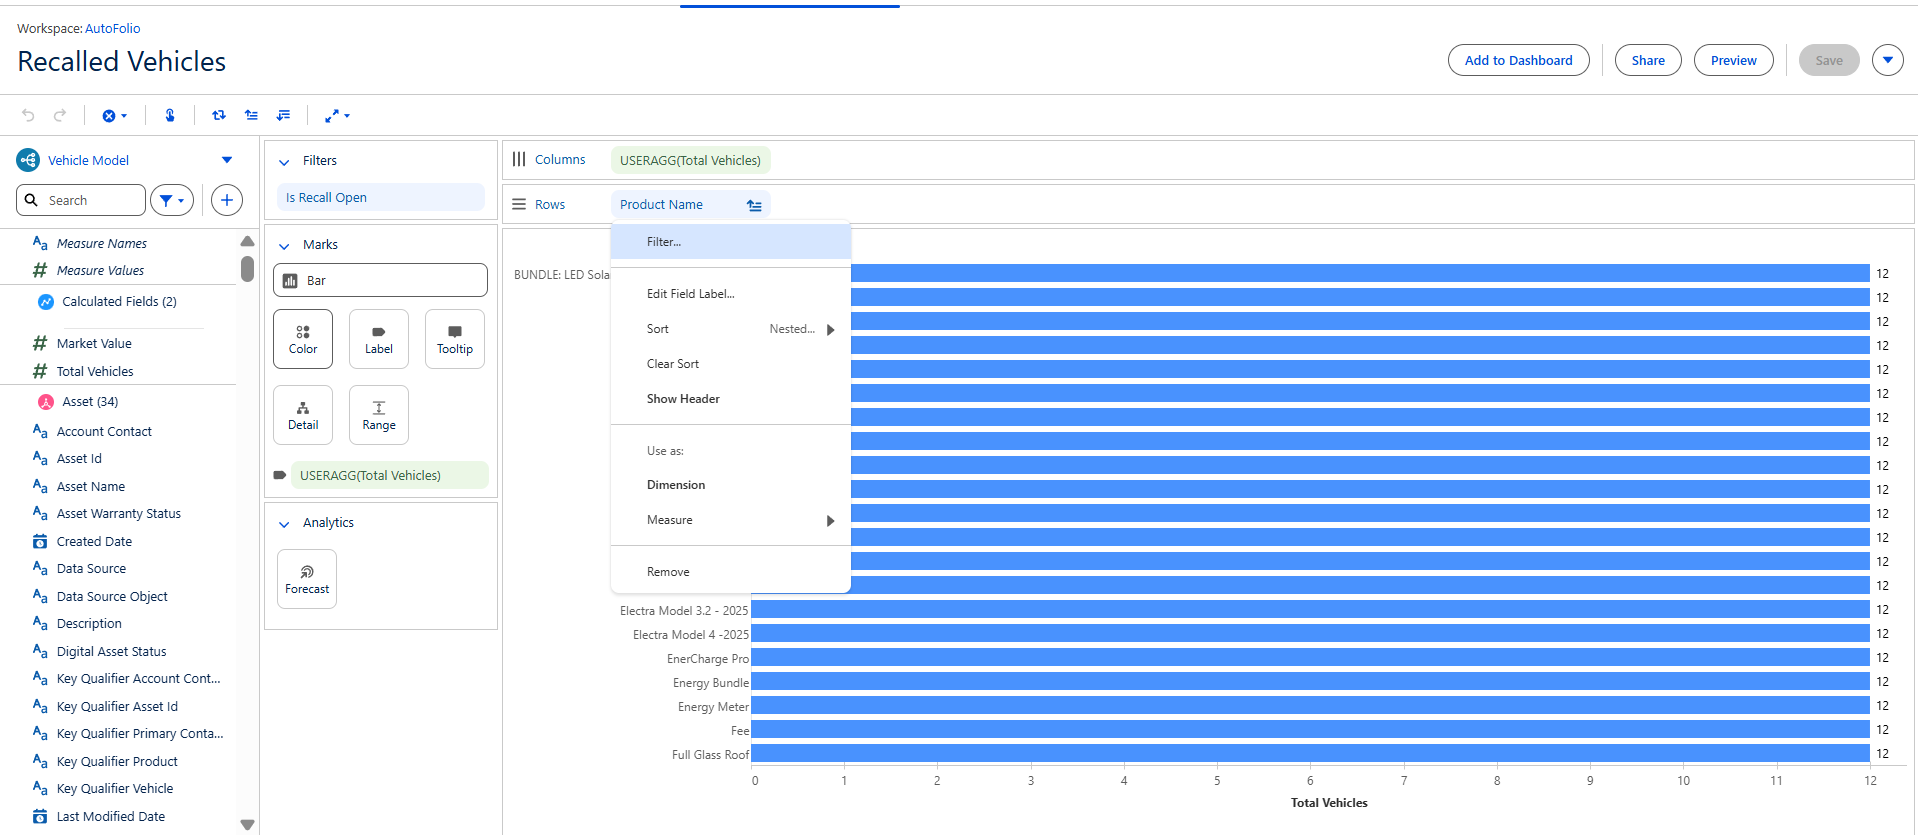 Workspace: AutoFolio
Recalled Vehicles
Add to Dashboard
Share
Preview
Save
Vehicle Model
Search
Measure Names
Measure Values
Calculated Fields (2)
Market Value
Total Vehicles
Asset (34)
Account Contact
Asset Id
Asset Name
Asset Warranty Status
Created Date
Data Source
Data Source Object
Description
Digital Asset Status
Key Qualifier Account Cont...
Key Qualifier Asset Id
Key Qualifier Primary Conta...
Key Qualifier Product
Key Qualifier Vehicle
Last Modified Date
Filters
Is Recall Open
Marks
Bar
Color
Label
Tooltip
Detail
Range
USERAGG(Total Vehicles)
Analytics
Forecast
Columns
USERAGG(Total Vehicles)
Rows
Product Name
Filter...
Edit Field Label...
Sort Nested...
Clear Sort
Show Header
Use as:
Dimension
Measure
Remove
BUNDLE: LED Sola
12
12
12
12
12
12
12
12
12
12
12
12
12
12
Electra Model 3.2 - 2025 12
Electra Model 4 -2025 12
EnerCharge Pro 12
Energy Bundle 12
Energy Meter 12
Fee 12
Full Glass Roof 12
0 1 2 3 4 5 6 7 8 9 10 11 12
Total Vehicles